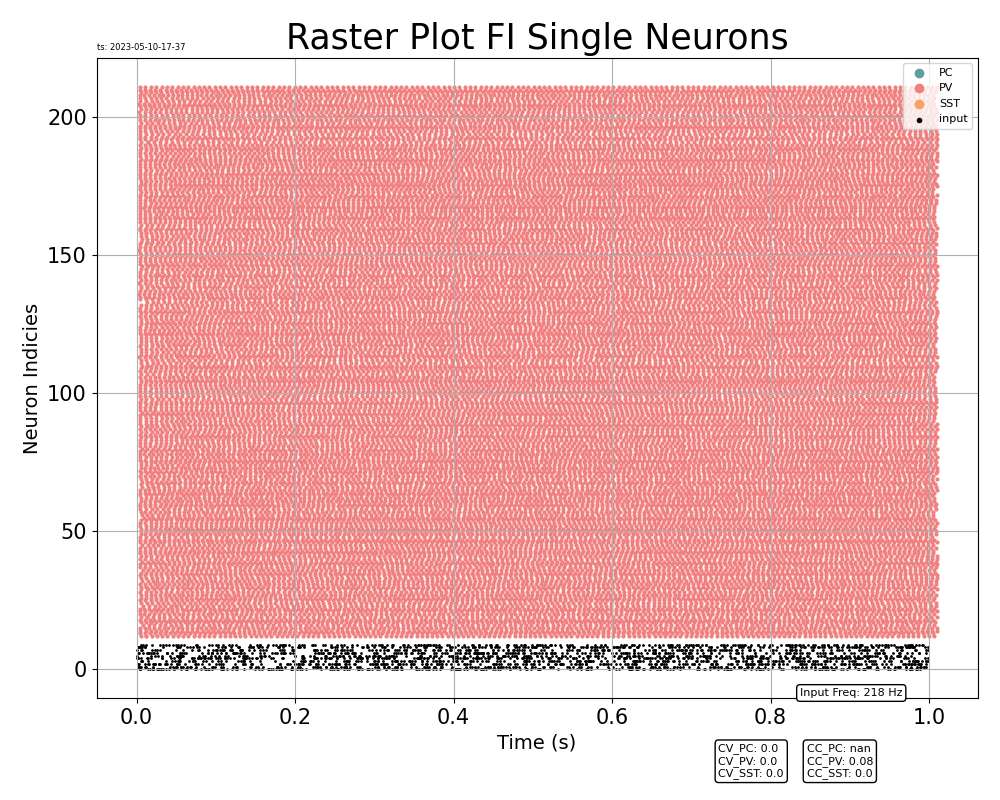 Raster Plot FI Single Neurons
ts: 2023-05-10-17-37
PC
PV
SST
input
200
150
100
50
0
Neuron Indicies
Input Freq: 218 Hz
0.0 0.2 0.4 0.6 0.8 1.0
Time (s)
CV_PC: 0.0
CV_PV: 0.0
CV_SST: 0.0
CC_PC: nan
CC_PV: 0.08
CC_SST: 0.0